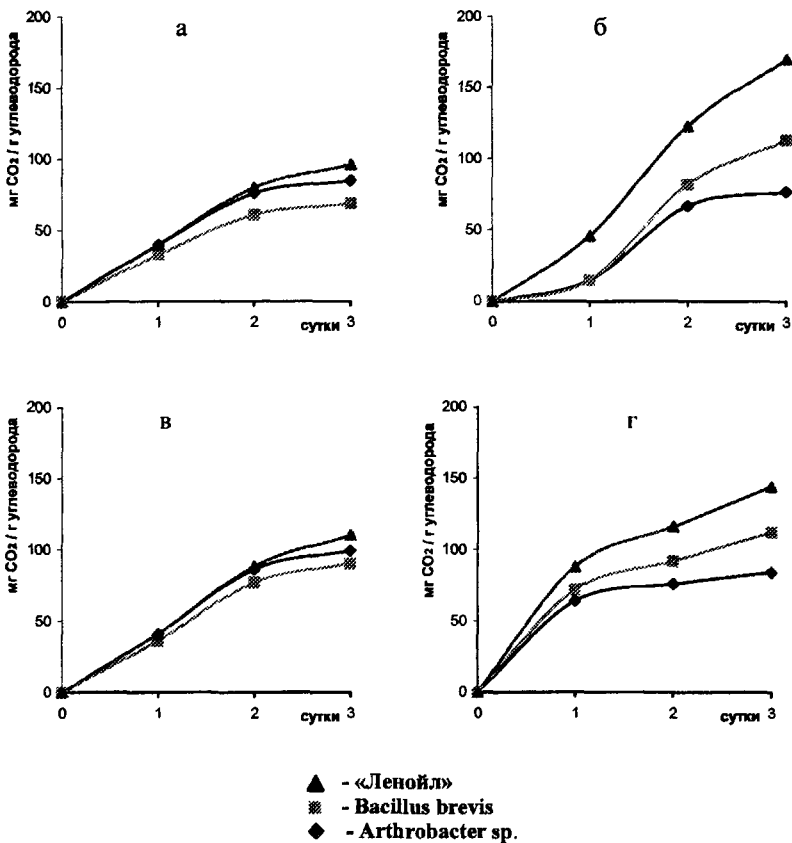 а
мг CO2 / г углеводорода
200
150
100
50
0
0 1 2 3
сутки
б
мг CO2 / г углеводорода
200
150
100
50
0
0 1 2 3
сутки
в
мг CO2 / г углеводорода
200
150
100
50
0
0 1 2 3
сутки
г
мг CO2 / г углеводорода
200
150
100
50
0
0 1 2 3
сутки
- «Ленойл»
- Bacillus brevis
- Arthrobacter sp.